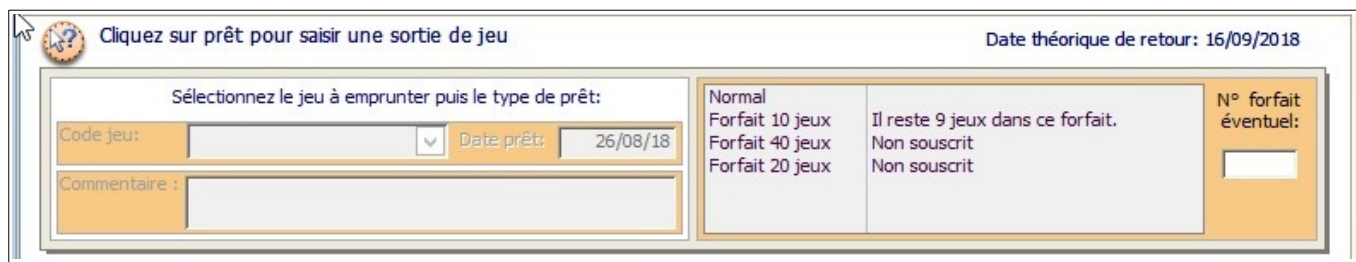 Cliquez sur prêt pour saisir une sortie de jeu
Date théorique de retour: 16/09/2018
Sélectionnez le jeu à emprunter puis le type de prêt:
Code jeu:
Date prêt: 26/08/18
Commentaire :
Normal
Forfait 10 jeux Il reste 9 jeux dans ce forfait.
Forfait 40 jeux Non souscrit
Forfait 20 jeux Non souscrit
N° forfait
éventuel: